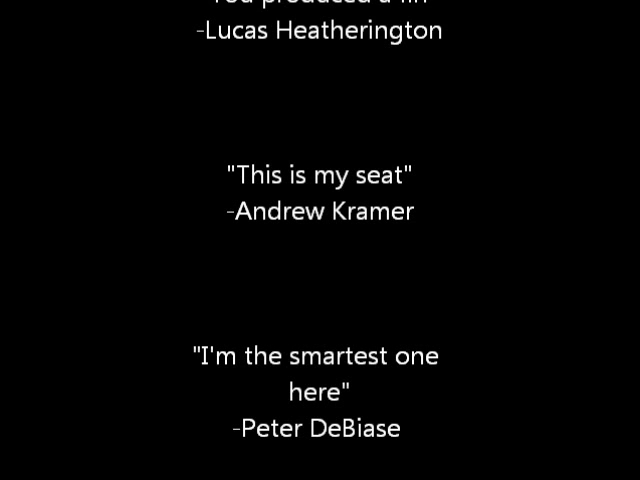 -Lucas Heatherington
"This is my seat"
-Andrew Kramer
"I'm the smartest one
here"
-Peter DeBiase